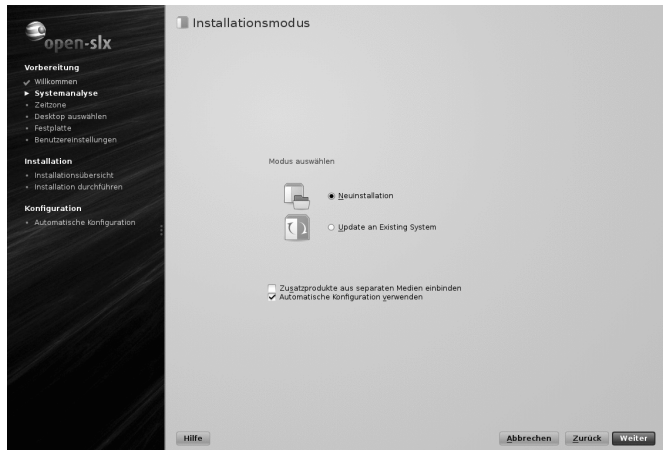 open-slx
Vorbereitung
Willkommen
Systemanalyse
Zeitzone
Desktop auswählen
Festplatte
Benutzereinstellungen
Installation
Installationsübersicht
Installation durchführen
Konfiguration
Automatische Konfiguration
Installationsmodus
Modus auswählen
Neuinstallation
Update an Existing System
Zusatzprodukte aus separaten Medien einbinden
Automatische Konfiguration verwenden
Hilfe
Abbrechen
Zurück
Weiter